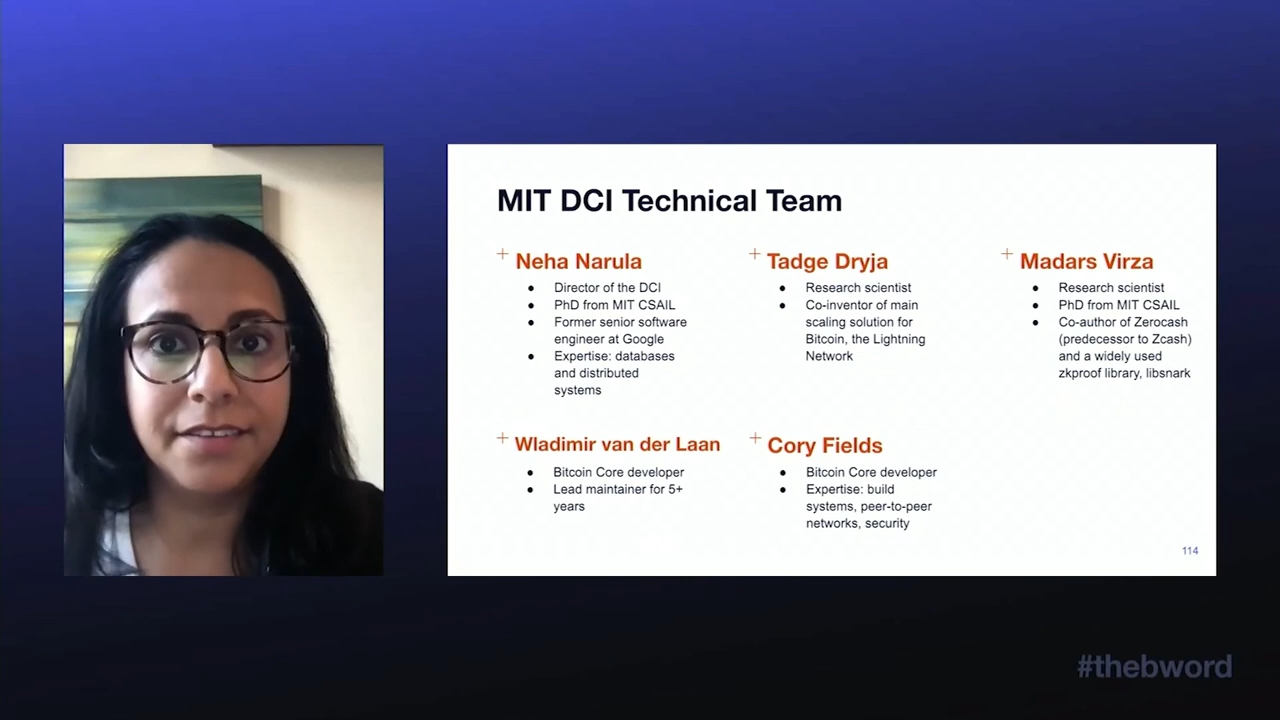 MIT DCI Technical Team
Neha Narula
● Director of the DCI
● PhD from MIT CSAIL
● Former senior software
engineer at Google
● Expertise: databases
and distributed
systems
Tadge Dryja
● Research scientist
● Co-inventor of main
scaling solution for
Bitcoin, the Lightning
Network
Madars Virza
● Research scientist
● PhD from MIT CSAIL
● Co-author of Zerocash
(predecessor to Zcash)
and a widely used
zkproof library, libsnark
Wladimir van der Laan
● Bitcoin Core developer
● Lead maintainer for 5+
years
Cory Fields
● Bitcoin Core developer
● Expertise: build
systems, peer-to-peer
networks, security
114
#thebword